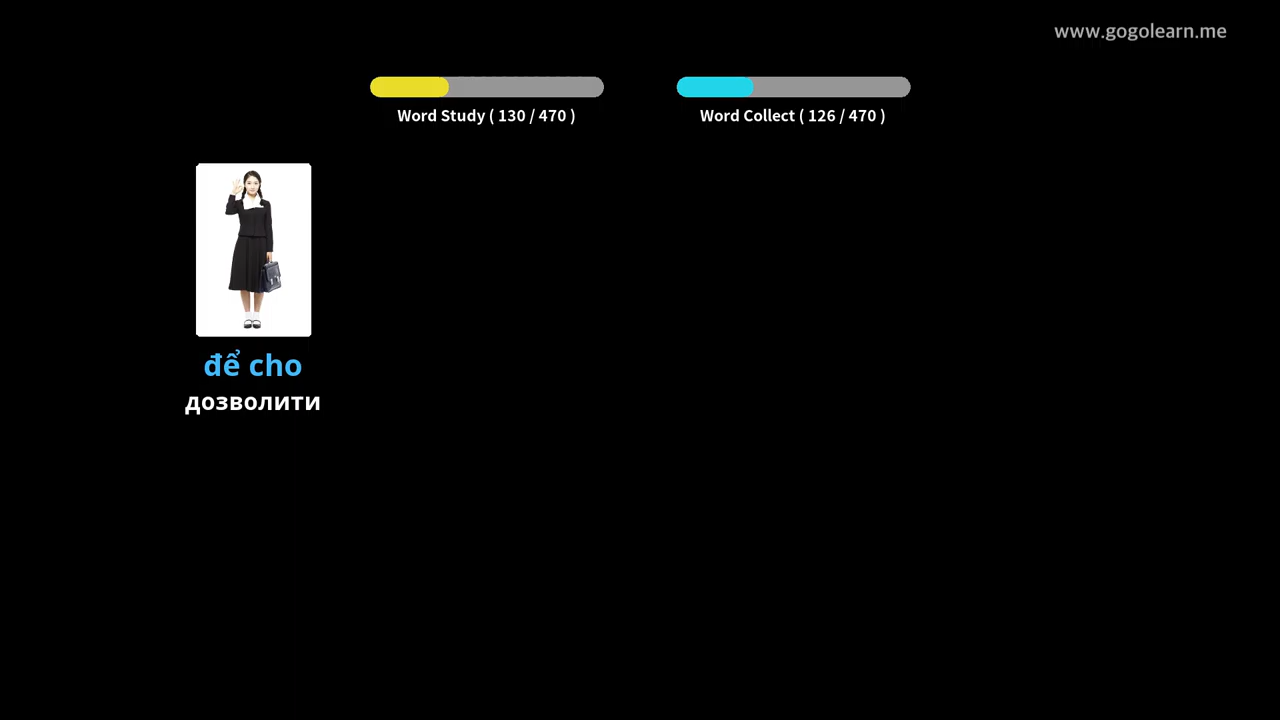 www.gogolearn.me
Word Study ( 130 / 470 )
Word Collect ( 126 / 470 )
để cho
дозволити